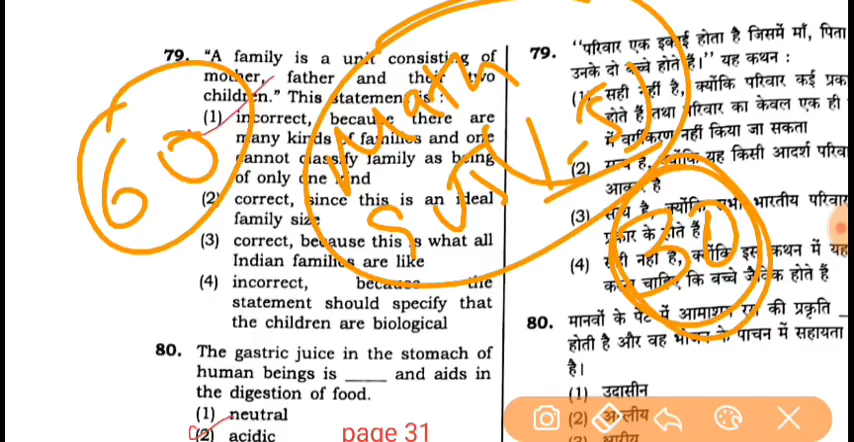 79. "A family is a unit consisting of
mother, father and their two
children." This statement is :
(1) incorrect, because there are
many kinds of families and one
cannot classify family as being
of only one kind
(2) correct, since this is an ideal
family size
(3) correct, because this is what all
Indian families are like
(4) incorrect, because the
statement should specify that
the children are biological
80. The gastric juice in the stomach of
human beings is ____ and aids in
the digestion of food.
(1) neutral
(2) acidic
page 31
79. "परिवार एक इकाई होता है जिसमें माँ, पिता
उनके दो बच्चे होते हैं।" यह कथन :
(1) सही नहीं है, क्योंकि परिवार कई प्रका
होते हैं तथा परिवार का केवल एक ही
में वर्गीकरण नहीं किया जा सकता
(2) है, क्योंकि यह किसी आदर्श परिवा
आकार है
(3) सत्य है, क्योंकि सभी भारतीय परिवार
प्रकार के होते हैं
(4) सही नहीं है, क्योंकि इस कथन में यह
चाहिए कि बच्चे जैविक होते हैं
80. मानवों के पेट में आमाशय रस की प्रकृति __
होती है और वह भोजन के पाचन में सहायता
है।
(1) उदासीन
(2) अम्लीय
(3) क्षारीय
60
Math
30